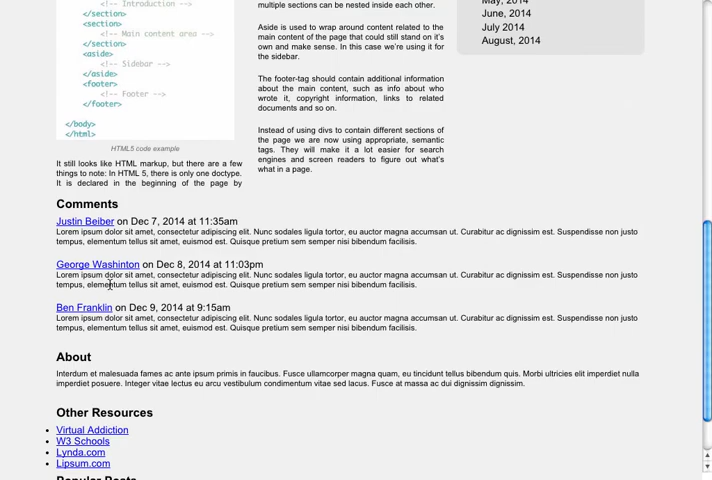 <!-- Introduction -->
</section>
<section>
<!-- Main content area -->
</section>
<aside>
<!-- Sidebar -->
</aside>
<footer>
<!-- Footer -->
</footer>
</body>
</html>
HTML5 code example
It still looks like HTML markup, but there are a few
things to note: In HTML 5, there is only one doctype.
It is declared in the beginning of the page by
multiple sections can be nested inside each other.
Aside is used to wrap around content related to the
main content of the page that could still stand on it's
own and make sense. In this case we're using it for
the sidebar.
The footer-tag should contain additional information
about the main content, such as info about who
wrote it, copyright information, links to related
documents and so on.
Instead of using divs to contain different sections of
the page we are now using appropriate, semantic
tags. They will make it a lot easier for search
engines and screen readers to figure out what's
what in a page.
May, 2014
June, 2014
July 2014
August, 2014
Comments
Justin Beiber on Dec 7, 2014 at 11:35am
Lorem ipsum dolor sit amet, consectetur adipiscing elit. Nunc sodales ligula tortor, eu auctor magna accumsan ut. Curabitur ac dignissim est. Suspendisse non justo
tempus, elementum tellus sit amet, euismod est. Quisque pretium sem semper nisi bibendum facilisis.
George Washinton on Dec 8, 2014 at 11:03pm
Lorem ipsum dolor sit amet, consectetur adipiscing elit. Nunc sodales ligula tortor, eu auctor magna accumsan ut. Curabitur ac dignissim est. Suspendisse non justo
tempus, elementum tellus sit amet, euismod est. Quisque pretium sem semper nisi bibendum facilisis.
Ben Franklin on Dec 9, 2014 at 9:15am
Lorem ipsum dolor sit amet, consectetur adipiscing elit. Nunc sodales ligula tortor, eu auctor magna accumsan ut. Curabitur ac dignissim est. Suspendisse non justo
tempus, elementum tellus sit amet, euismod est. Quisque pretium sem semper nisi bibendum facilisis.
About
Interdum et malesuada fames ac ante ipsum primis in faucibus. Fusce ullamcorper magna quam, eu tincidunt tellus bibendum quis. Morbi ultricies elit imperdiet nulla
imperdiet posuere. Integer vitae lectus eu arcu vestibulum condimentum vitae sed lacus. Fusce at massa ac dui dignissim dignissim.
Other Resources
Virtual Addiction
W3 Schools
Lynda.com
Lipsum.com
Popular Posts